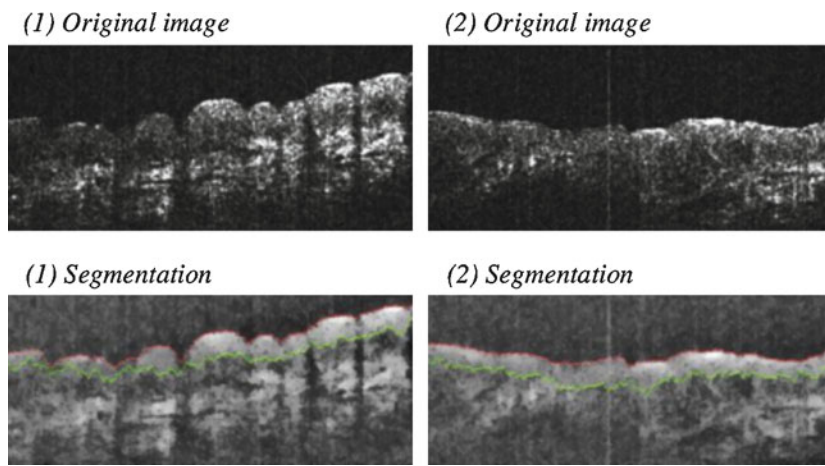 (1) Original image
(2) Original image
(1) Segmentation
(2) Segmentation